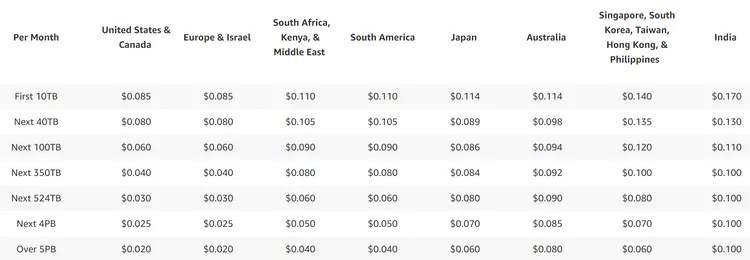 Per Month United States & Canada Europe & Israel South Africa, Kenya, & Middle East South America Japan Australia Singapore, South Korea, Taiwan, Hong Kong, & Philippines India
First 10TB $0.085 $0.085 $0.110 $0.110 $0.114 $0.114 $0.140 $0.170
Next 40TB $0.080 $0.080 $0.105 $0.105 $0.089 $0.098 $0.135 $0.130
Next 100TB $0.060 $0.060 $0.090 $0.090 $0.086 $0.094 $0.120 $0.110
Next 350TB $0.040 $0.040 $0.080 $0.080 $0.084 $0.092 $0.100 $0.100
Next 524TB $0.030 $0.030 $0.060 $0.060 $0.080 $0.090 $0.080 $0.100
Next 4PB $0.025 $0.025 $0.050 $0.050 $0.070 $0.085 $0.070 $0.100
Over 5PB $0.020 $0.020 $0.040 $0.040 $0.060 $0.080 $0.060 $0.100